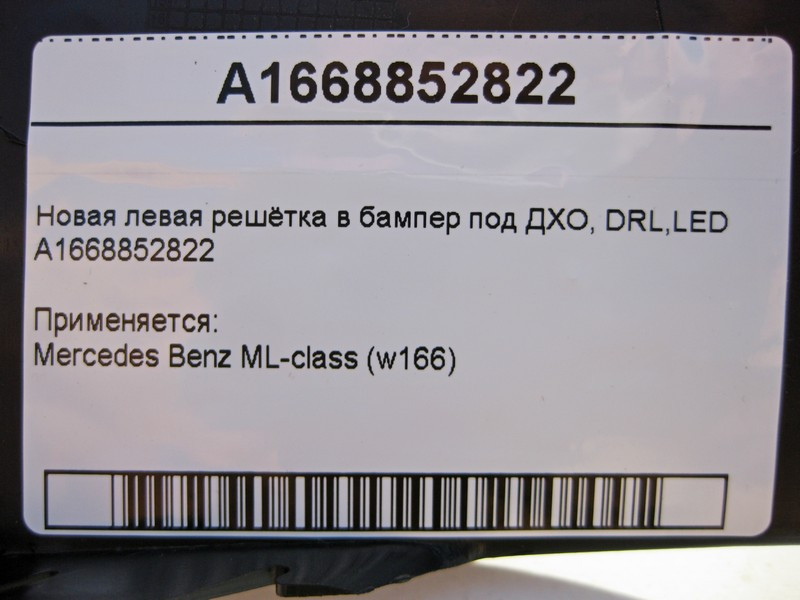 A1668852822
Новая левая решётка в бампер под ДХО, DRL,LED
A1668852822
Применяется:
Mercedes Benz ML-class (w166)